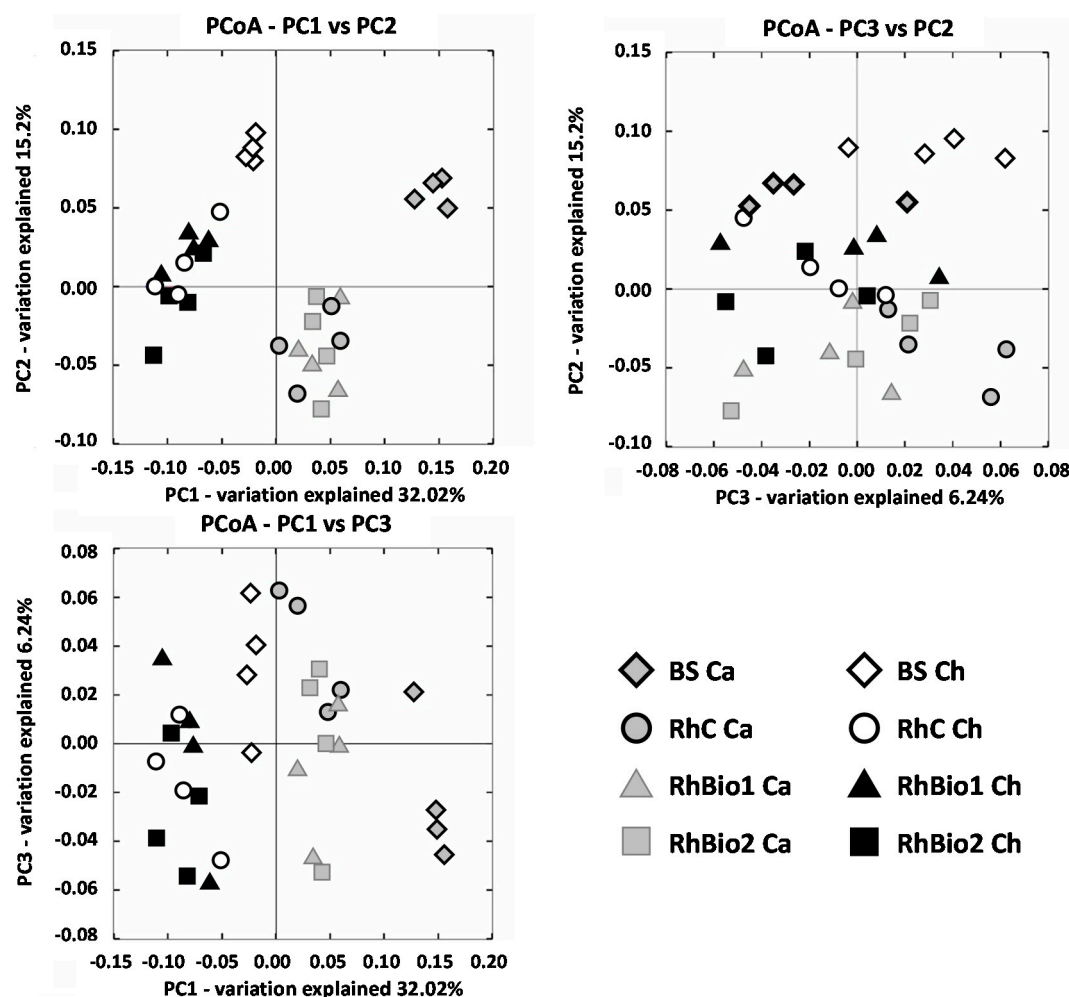 PCoA - PC1 vs PC2
0.15
0.10
0.05
0.00
-0.05
-0.10
PC2 - variation explained 15.2%
-0.15 -0.10 -0.05 0.00 0.05 0.10 0.15 0.20
PC1 - variation explained 32.02%
PCoA - PC3 vs PC2
0.15
0.10
0.05
0.00
-0.05
-0.10
PC2 - variation explained 15.2%
-0.08 -0.06 -0.04 -0.02 0.00 0.02 0.04 0.06 0.08
PC3 - variation explained 6.24%
PCoA - PC1 vs PC3
0.08
0.06
0.04
0.02
0.00
-0.02
-0.04
-0.06
-0.08
PC3 - variation explained 6.24%
-0.15 -0.10 -0.05 0.00 0.05 0.10 0.15 0.20
PC1 - variation explained 32.02%
BS Ca BS Ch
RhC Ca RhC Ch
RhBio1 Ca RhBio1 Ch
RhBio2 Ca RhBio2 Ch